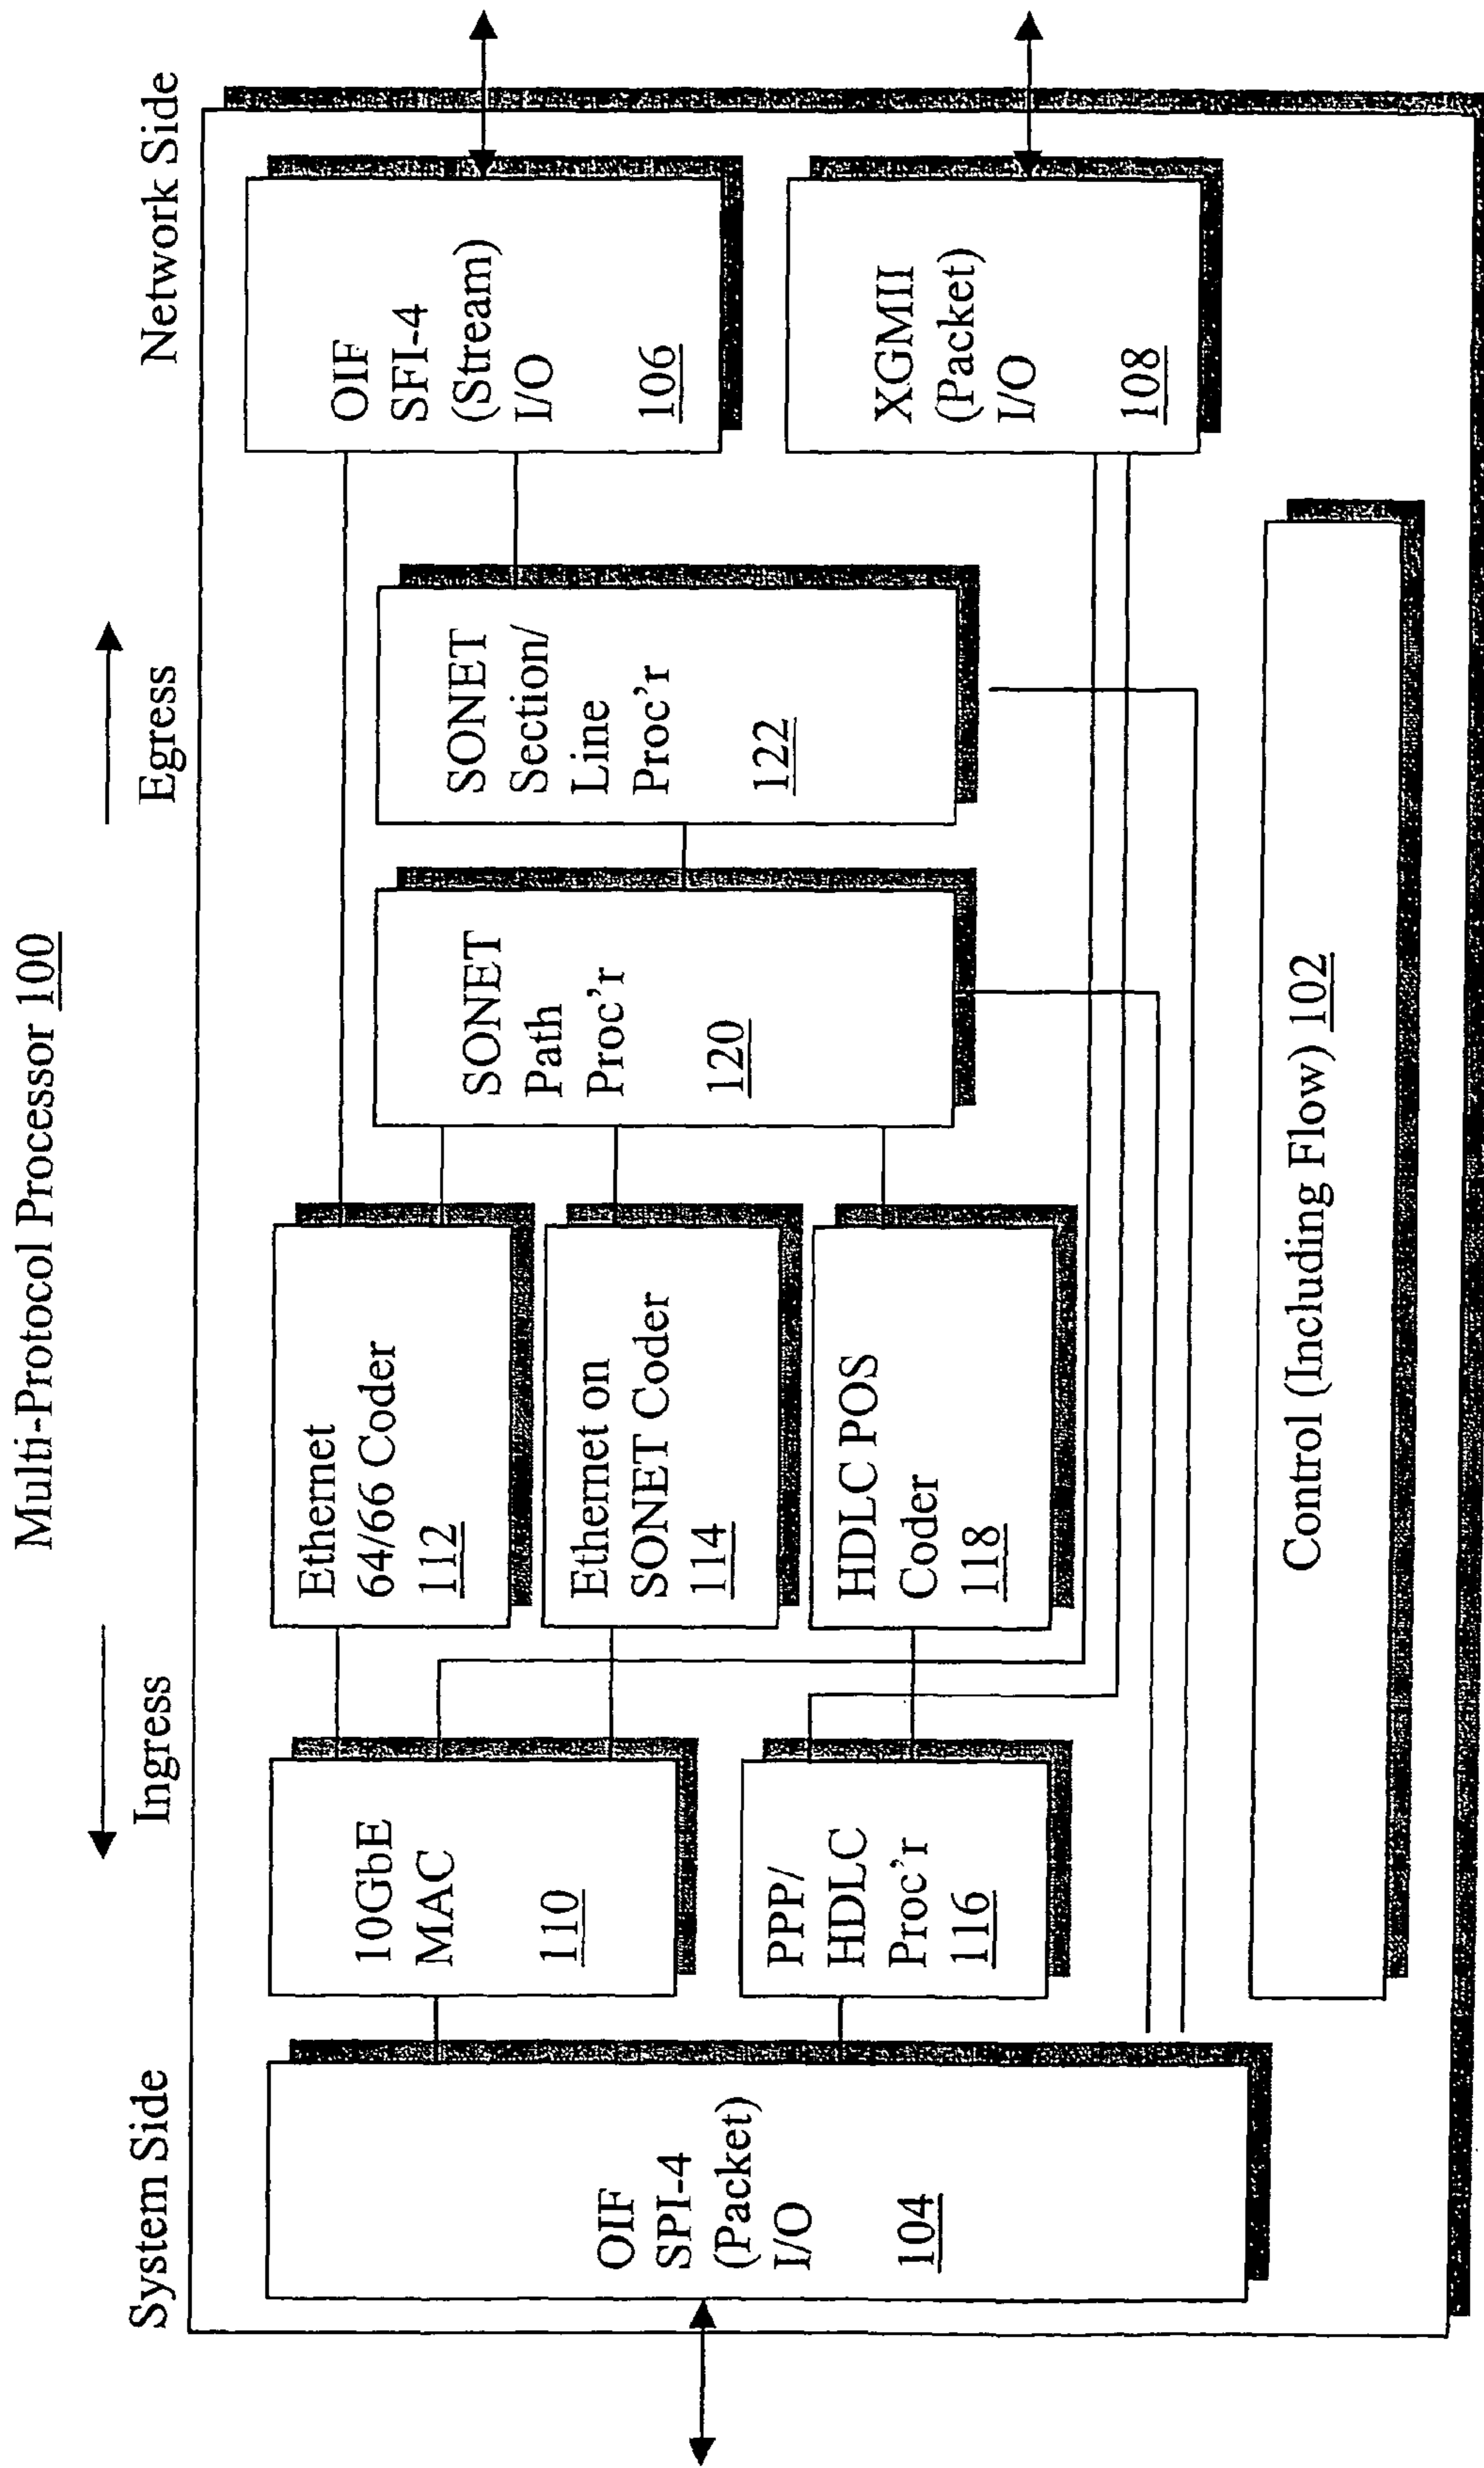 Multi-Protocol Processor 100
System Side
Ingress
Egress
Network Side
OIF
SPI-4
(Packet)
I/O
104
10GbE
MAC
110
PPP/
HDLC
Proc'r
116
Ethernet
64/66 Coder
112
Ethernet on
SONET Coder
114
HDLC POS
Coder
118
SONET
Path
Proc'r
120
SONET
Section/
Line
Proc'r
122
OIF
SFI-4
(Stream)
I/O
106
XGMII
(Packet)
I/O
108
Control (Including Flow) 102